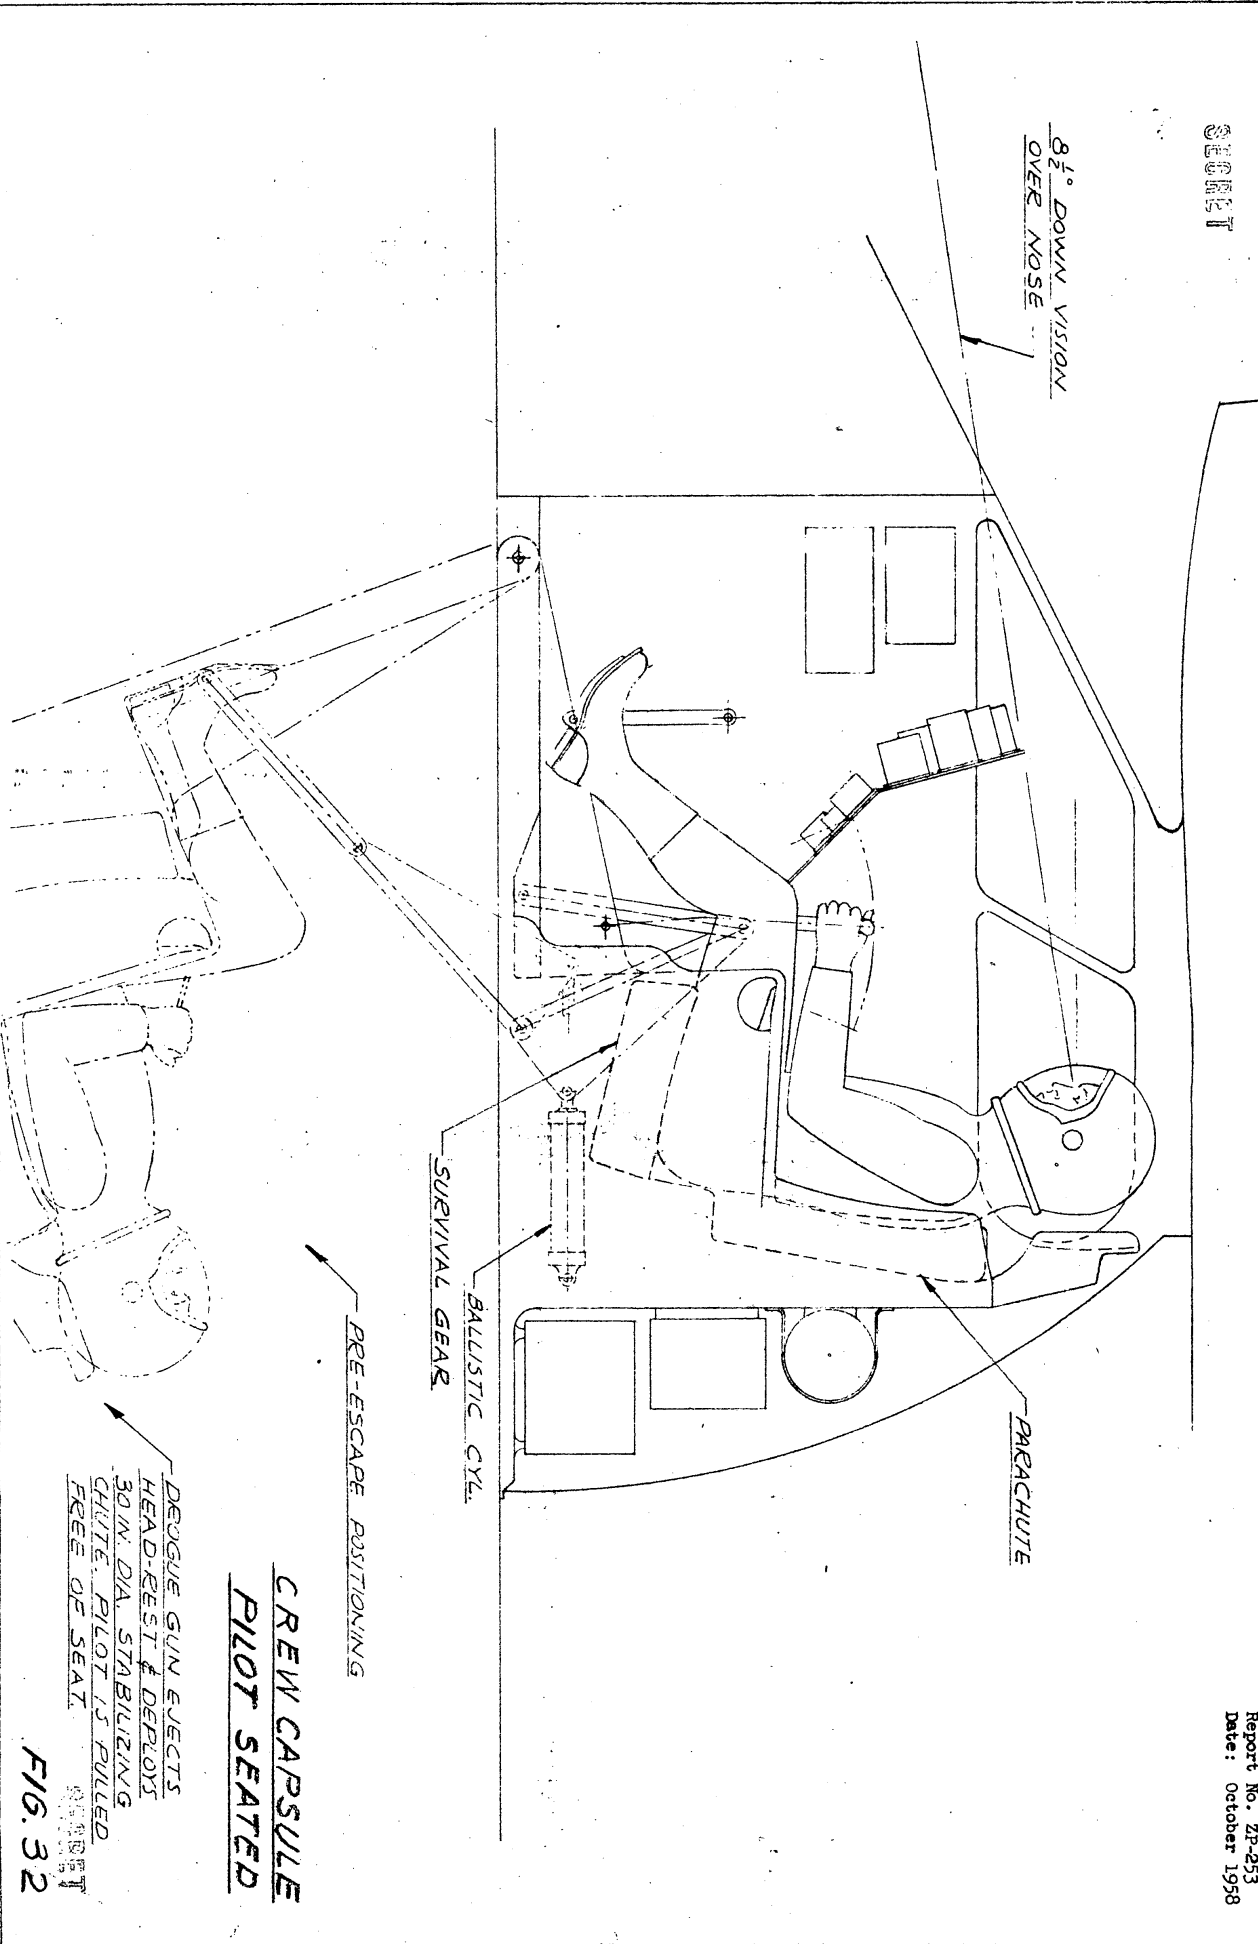 SECRET
Report No. ZP-253
Date: October 1958
8½° DOWN VISION
OVER NOSE
PARACHUTE
BALLISTIC CYL.
SURVIVAL GEAR
PRE-ESCAPE POSITIONING
DROGUE GUN EJECTS
HEAD-REST & DEPLOYS
30 IN. DIA. STABILIZING
CHUTE. PILOT IS PULLED
FREE OF SEAT.
CREW CAPSULE
PILOT SEATED
SECRET
FIG. 32